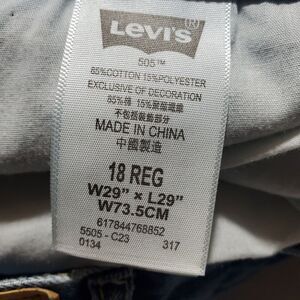 LEVI'S®
505™
85%COTTON 15%POLYESTER
EXCLUSIVE OF DECORATION
85%棉 15%聚酯纖維
不包括裝飾部分
MADE IN CHINA
中國製造
18 REG
W29" × L29"
W73.5CM
617844768852
5505 - C23
0134 317